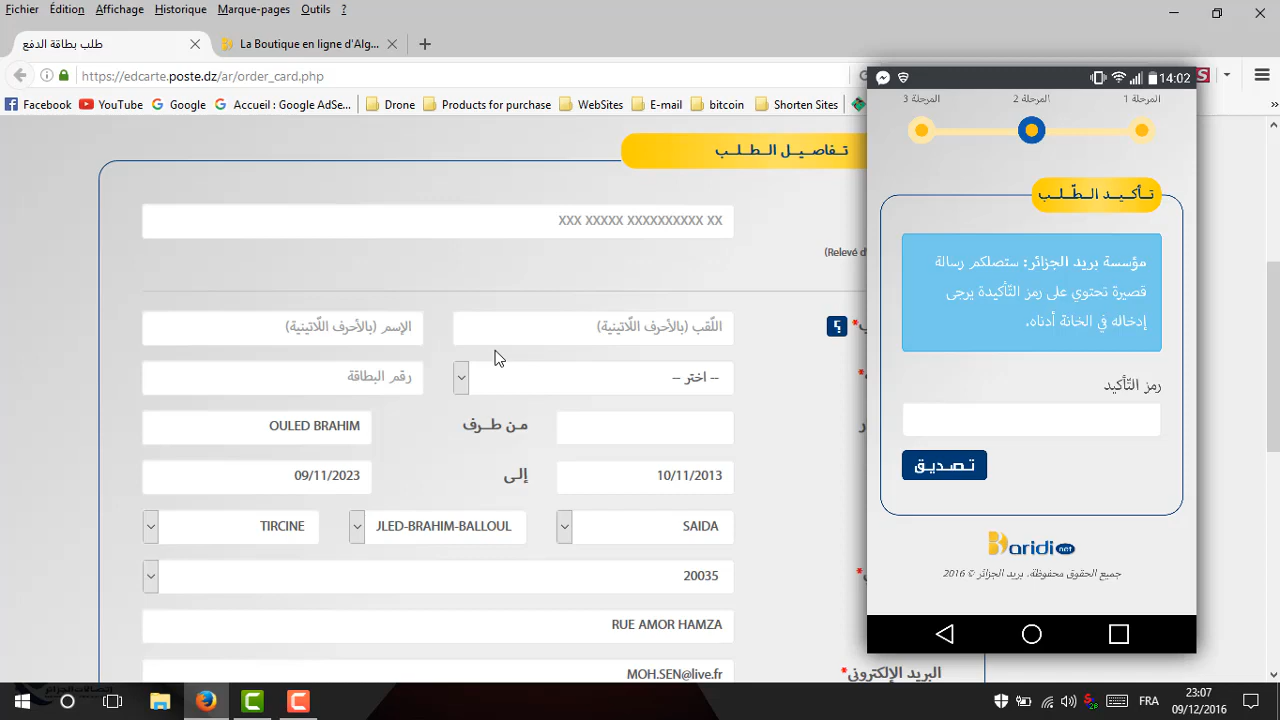 Fichier Édition Affichage Historique Marque-pages Outils ?
طلب بطاقة الدفع
La Boutique en ligne d'Alg...
https://edcarte.poste.dz/ar/order_card.php
Facebook YouTube Google Accueil : Google AdSe... Drone Products for purchase WebSites E-mail bitcoin Shorten Sites
تـفـاصـيـل الـطـلـب
XXX XXXXX XXXXXXXXXX XX
(Relevé
اللّقب (بالأحرف اللّاتينية)
الإسم (بالأحرف اللّاتينية)
-- اختر --
رقم البطاقة
مـن طــرف
OULED BRAHIM
10/11/2013
إلـى
09/11/2023
SAIDA
JLED-BRAHIM-BALLOUL
TIRCINE
20035
RUE AMOR HAMZA
البريد الإلكتروني*
MOH.SEN@live.fr
14:02
المرحلة 1
المرحلة 2
المرحلة 3
تـأكـيـد الـطّـلـب
مؤسسة بريد الجزائر: ستصلكم رسالة
قصيرة تحتوي على رمز التّأكيدة يرجى
إدخاله في الخانة أدناه.
رمز التّأكيد
تـصـديـق
Baridi net
جميع الحقوق محفوظة، بريد الجزائر © 2016
FRA
23:07
09/12/2016